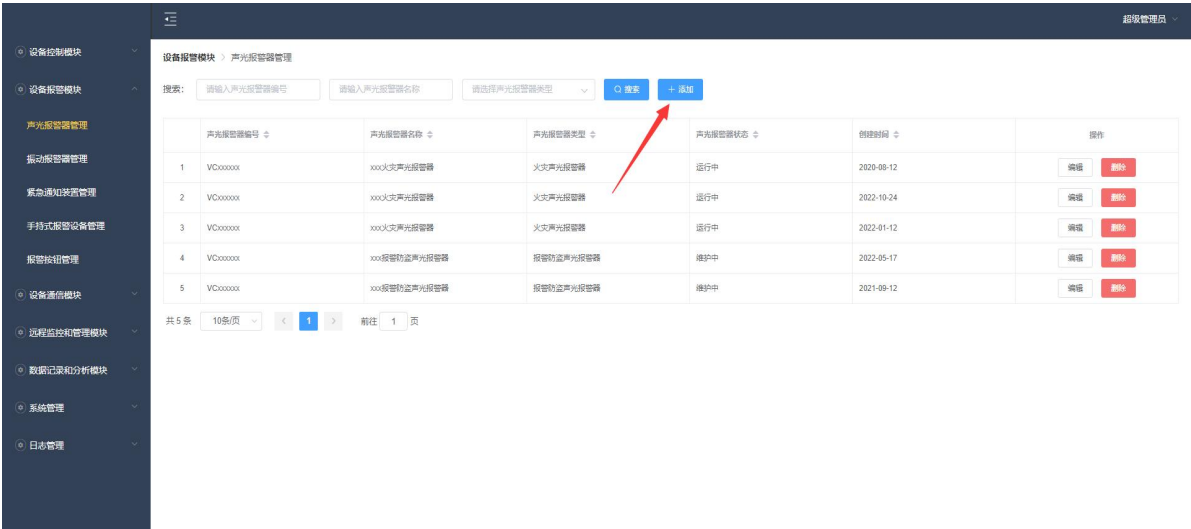 超级管理员
设备控制模块
设备报警模块
声光报警器管理
振动报警器管理
紧急通知装置管理
手持式报警设备管理
报警按钮管理
设备通信模块
远程监控和管理模块
数据记录和分析模块
系统管理
日志管理
设备报警模块 > 声光报警器管理
搜索: 请输入声光报警器编号 请输入声光报警器名称 请选择声光报警器类型 搜索 + 添加
声光报警器编号 声光报警器名称 声光报警器类型 声光报警器状态 创建时间 操作
1 VCxxxxxx xxx火灾声光报警器 火灾声光报警器 运行中 2020-08-12 编辑 删除
2 VCxxxxxx xxx火灾声光报警器 火灾声光报警器 运行中 2022-10-24 编辑 删除
3 VCxxxxxx xxx火灾声光报警器 火灾声光报警器 运行中 2022-01-12 编辑 删除
4 VCxxxxxx xxx报警防盗声光报警器 报警防盗声光报警器 维护中 2022-05-17 编辑 删除
5 VCxxxxxx xxx报警防盗声光报警器 报警防盗声光报警器 维护中 2021-09-12 编辑 删除
共 5 条 10条/页 < 1 > 前往 1 页